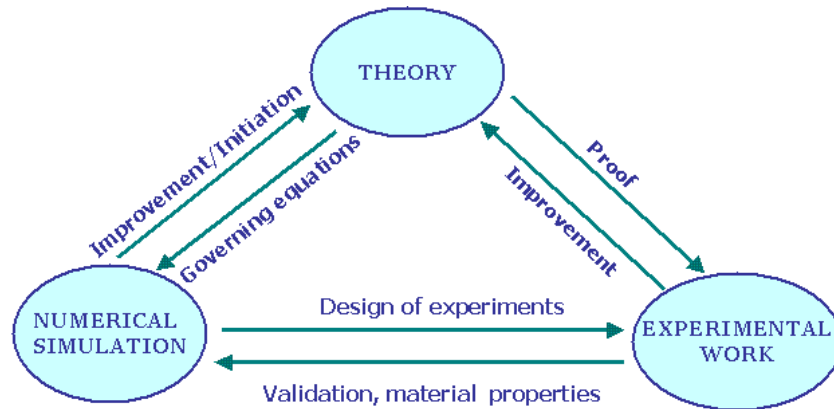 THEORY
Improvement/Initiation
Governing equations
Proof
Improvement
NUMERICAL
SIMULATION
Design of experiments
EXPERIMENTAL
WORK
Validation, material properties